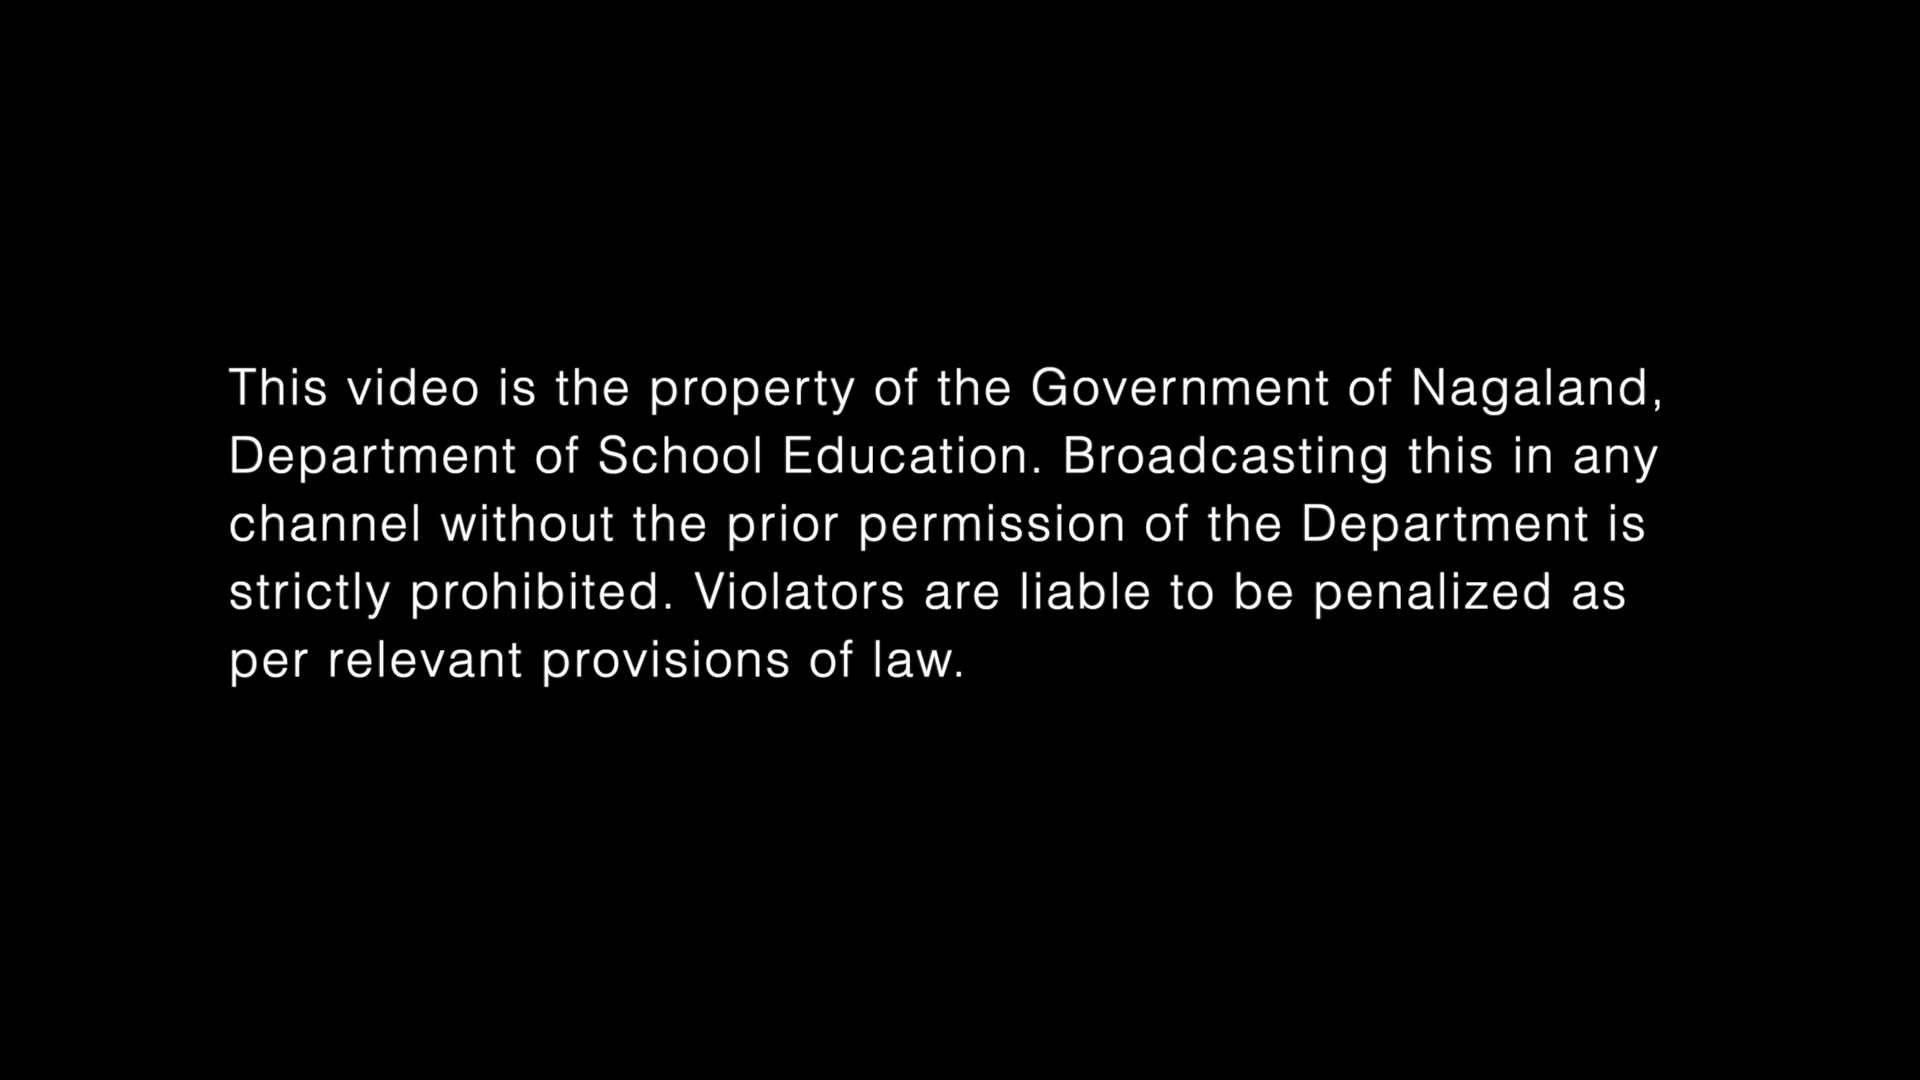 This video is the property of the Government of Nagaland,
Department of School Education. Broadcasting this in any
channel without the prior permission of the Department is
strictly prohibited. Violators are liable to be penalized as
per relevant provisions of law.